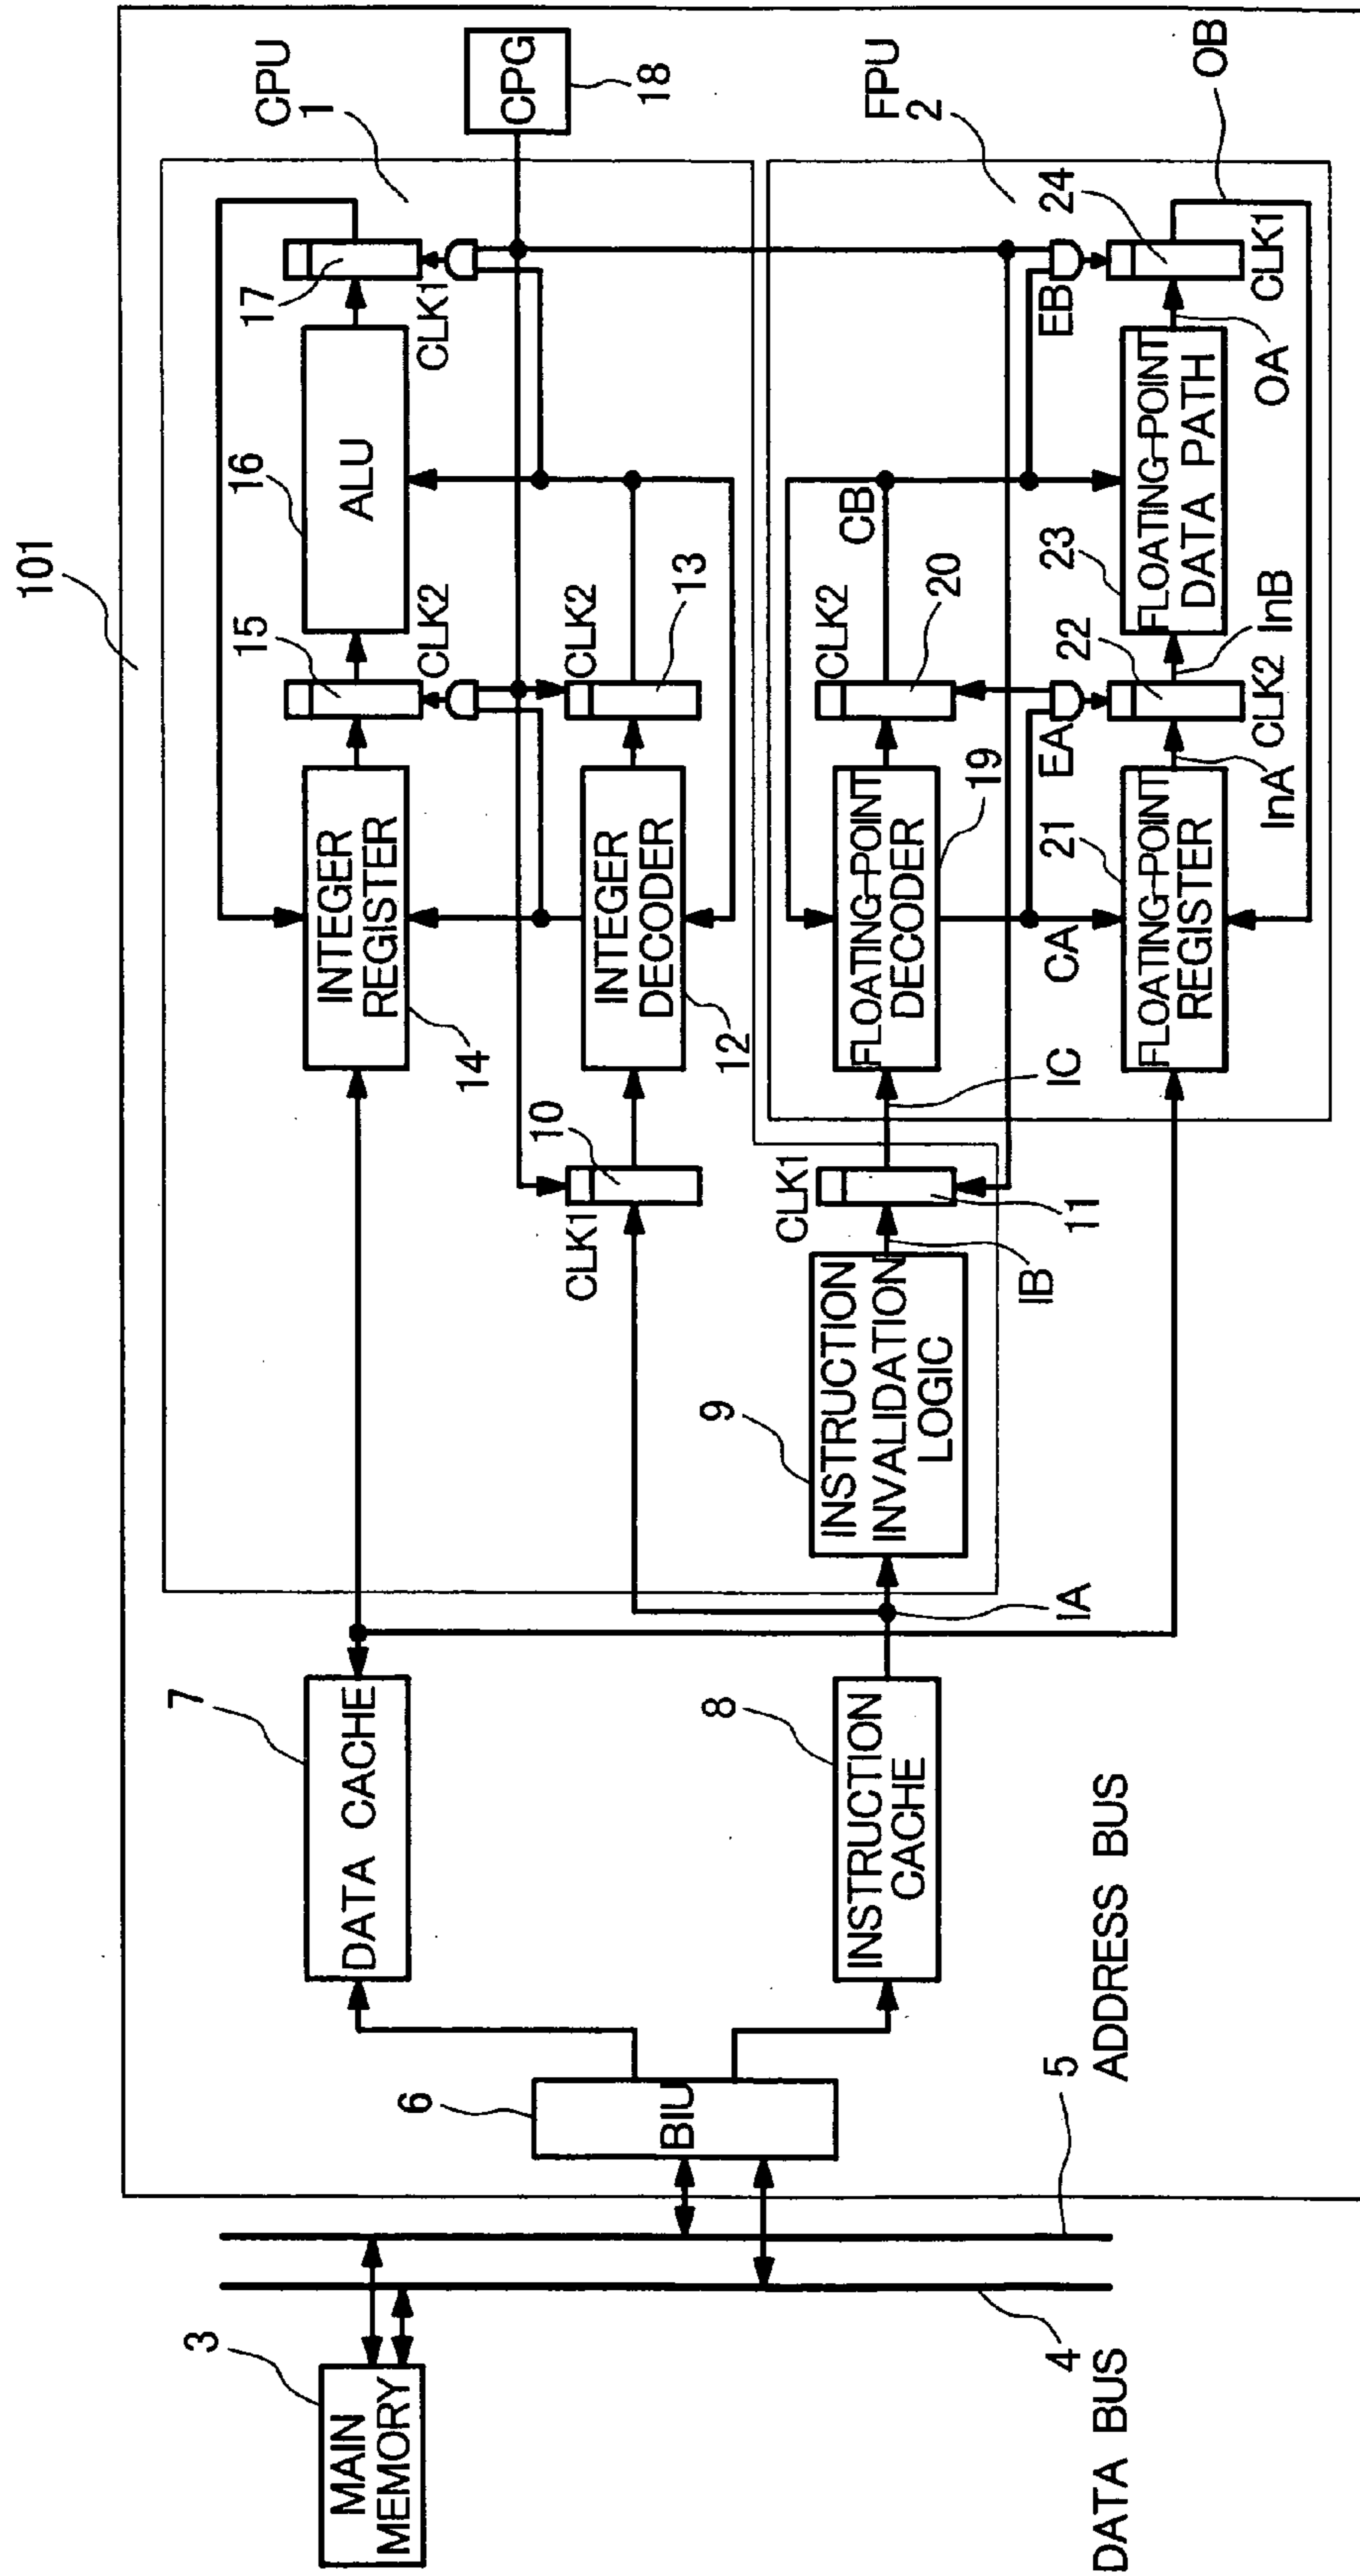 101
MAIN
MEMORY
3
DATA BUS
4
ADDRESS BUS
5
BIU
6
DATA CACHE
7
INSTRUCTION
CACHE
8
IA
INSTRUCTION
INVALIDATION
LOGIC
9
IB
CLK1
10
CLK1
11
IC
INTEGER
REGISTER
14
INTEGER
DECODER
12
15
CLK2
CLK2
13
ALU
16
17
CLK1
CPU
1
CPG
18
FLOATING-POINT
DECODER
19
CLK2
20
CB
CA
FLOATING-POINT
REGISTER
21
InA
EA
22
CLK2
InB
FLOATING-POINT
DATA PATH
23
OA
EB
24
CLK1
OB
FPU
2